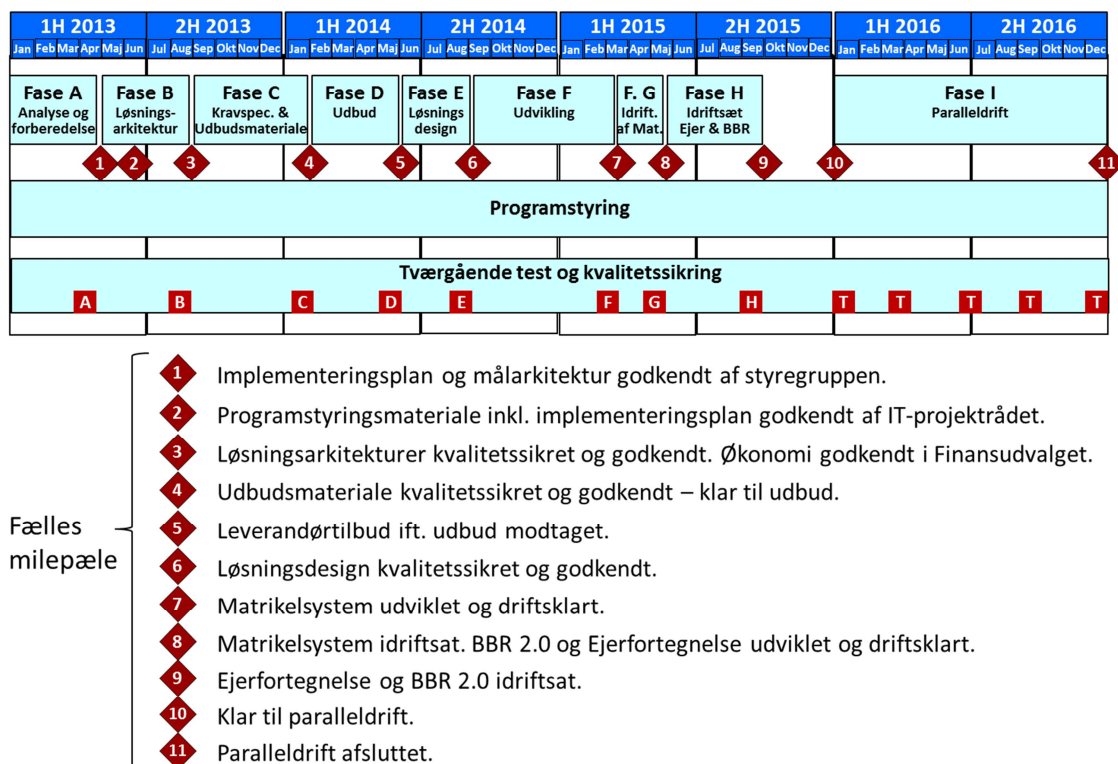 1H 2013 2H 2013 1H 2014 2H 2014 1H 2015 2H 2015 1H 2016 2H 2016
Jan Feb Mar Apr Maj Jun Jul Aug Sep Okt Nov Dec Jan Feb Mar Apr Maj Jun Jul Aug Sep Okt Nov Dec Jan Feb Mar Apr Maj Jun Jul Aug Sep Okt Nov Dec Jan Feb Mar Apr Maj Jun Jul Aug Sep Okt Nov Dec
Fase A
Analyse og
forberedelse
Fase B
Løsnings-
arkitektur
Fase C
Kravspec. &
Udbudsmateriale
Fase D
Udbud
Fase E
Løsnings
design
Fase F
Udvikling
F. G
Idrift.
af Mat.
Fase H
Idriftsæt
Ejer & BBR
Fase I
Paralleldrift
1 2 3 4 5 6 7 8 9 10 11
Programstyring
Tværgående test og kvalitetssikring
A B C D E F G H T T T T T
Fælles
milepæle
1 Implementeringsplan og målarkitektur godkendt af styregruppen.
2 Programstyringsmateriale inkl. implementeringsplan godkendt af IT-projektrådet.
3 Løsningsarkitekturer kvalitetssikret og godkendt. Økonomi godkendt i Finansudvalget.
4 Udbudsmateriale kvalitetssikret og godkendt – klar til udbud.
5 Leverandørtilbud ift. udbud modtaget.
6 Løsningsdesign kvalitetssikret og godkendt.
7 Matrikelsystem udviklet og driftsklart.
8 Matrikelsystem idriftsat. BBR 2.0 og Ejerfortegnelse udviklet og driftsklart.
9 Ejerfortegnelse og BBR 2.0 idriftsat.
10 Klar til paralleldrift.
11 Paralleldrift afsluttet.